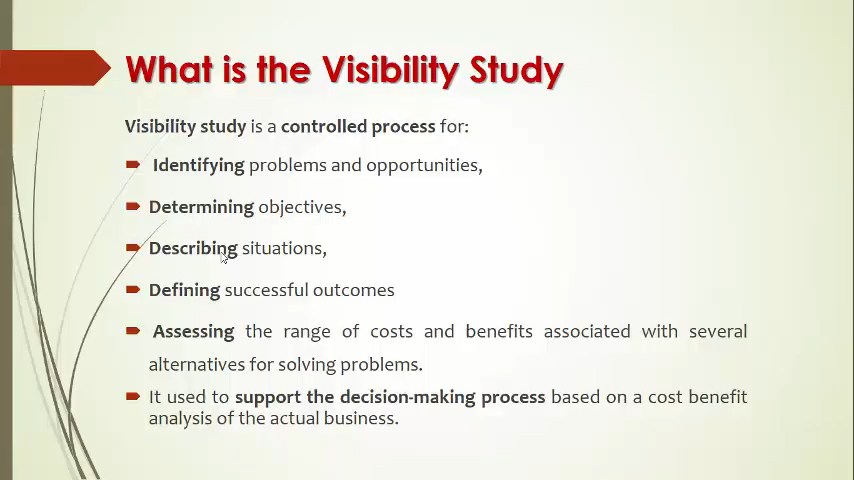 What is the Visibility Study
Visibility study is a controlled process for:
Identifying problems and opportunities,
Determining objectives,
Describing situations,
Defining successful outcomes
Assessing the range of costs and benefits associated with several
alternatives for solving problems.
It used to support the decision-making process based on a cost benefit
analysis of the actual business.